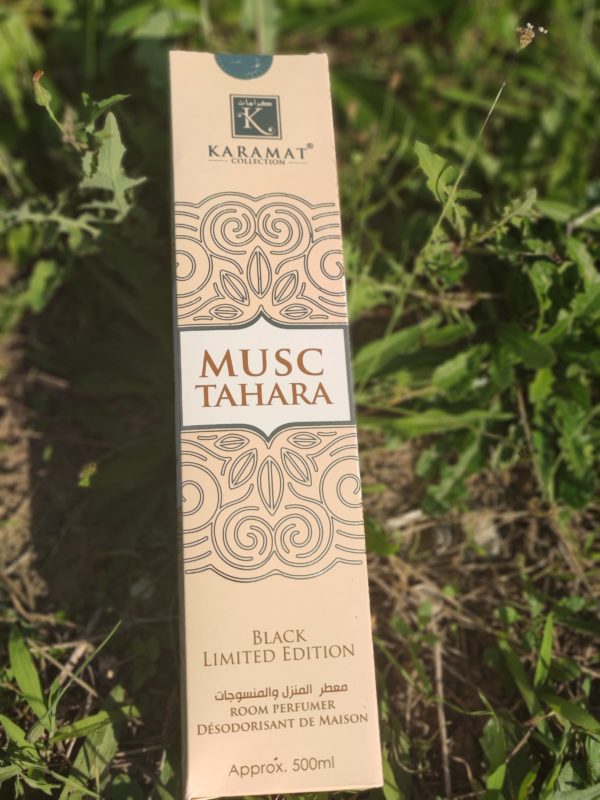 كرامات
K
KARAMAT®
COLLECTION
MUSC
TAHARA
BLACK
LIMITED EDITION
معطر المنزل والمنسوجات
ROOM PERFUMER
DÉSODORISANT DE MAISON
Approx. 500ml